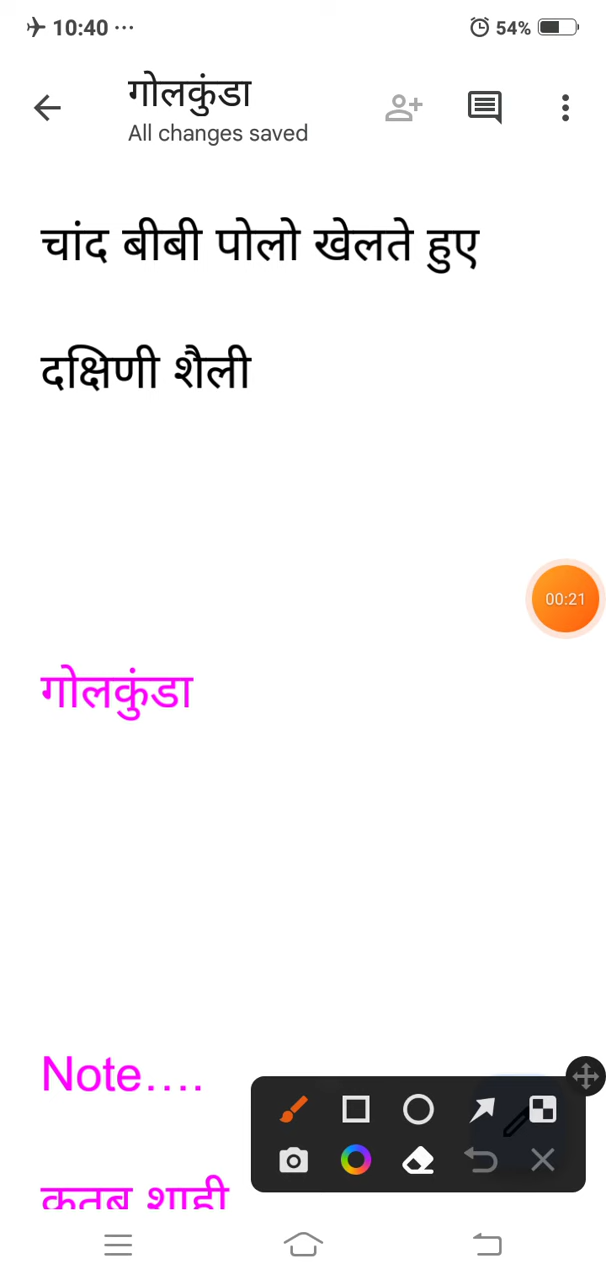 10:40 ...
54%
गोलकुंडा
All changes saved
चांद बीबी पोलो खेलते हुए
दक्षिणी शैली
00:21
गोलकुंडा
Note....
कुतुब शाही